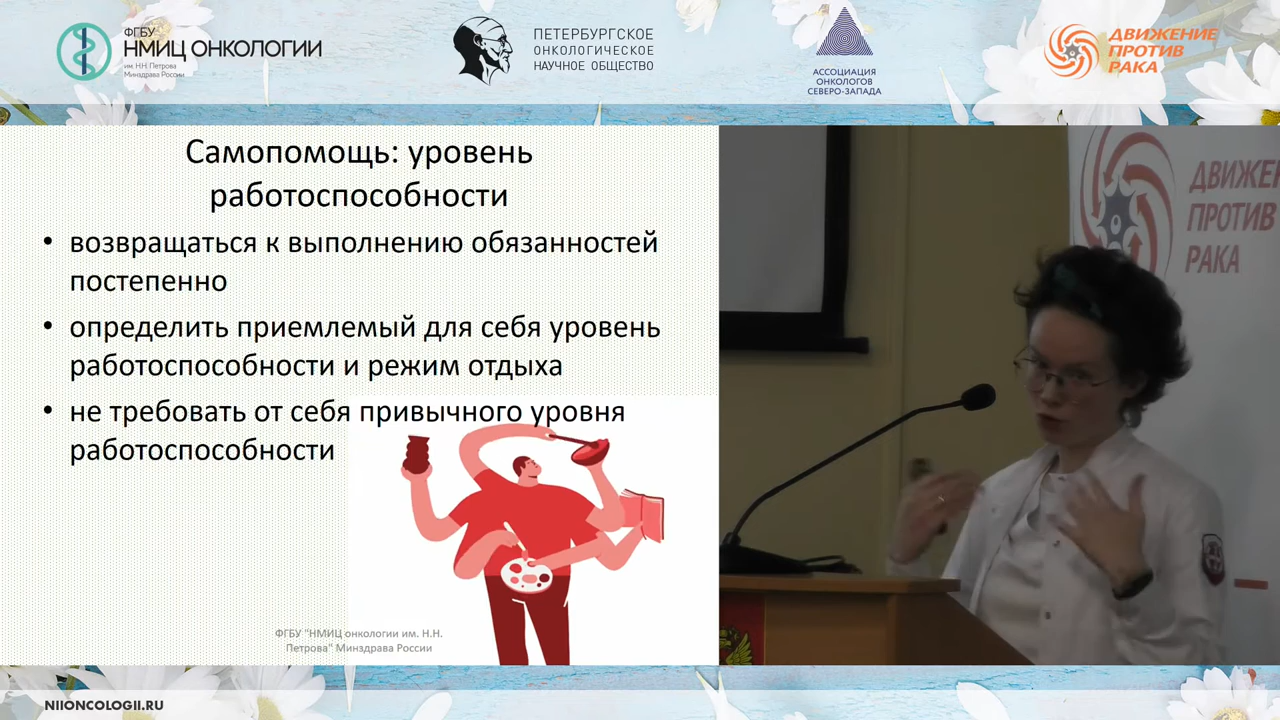 ФГБУ
НМИЦ ОНКОЛОГИИ
им. Н.Н. Петрова
Минздрава России
ПЕТЕРБУРГСКОЕ
ОНКОЛОГИЧЕСКОЕ
НАУЧНОЕ ОБЩЕСТВО
АССОЦИАЦИЯ
ОНКОЛОГОВ
СЕВЕРО-ЗАПАДА
ДВИЖЕНИЕ
ПРОТИВ
РАКА
Самопомощь: уровень
работоспособности
• возвращаться к выполнению обязанностей
постепенно
• определить приемлемый для себя уровень
работоспособности и режим отдыха
• не требовать от себя привычного уровня
работоспособности
ФГБУ "НМИЦ онкологии им. Н.Н.
Петрова" Минздрава России
ДВИЖЕН
ПРОТИВ
РАКА
NIIONCOLOGII.RU